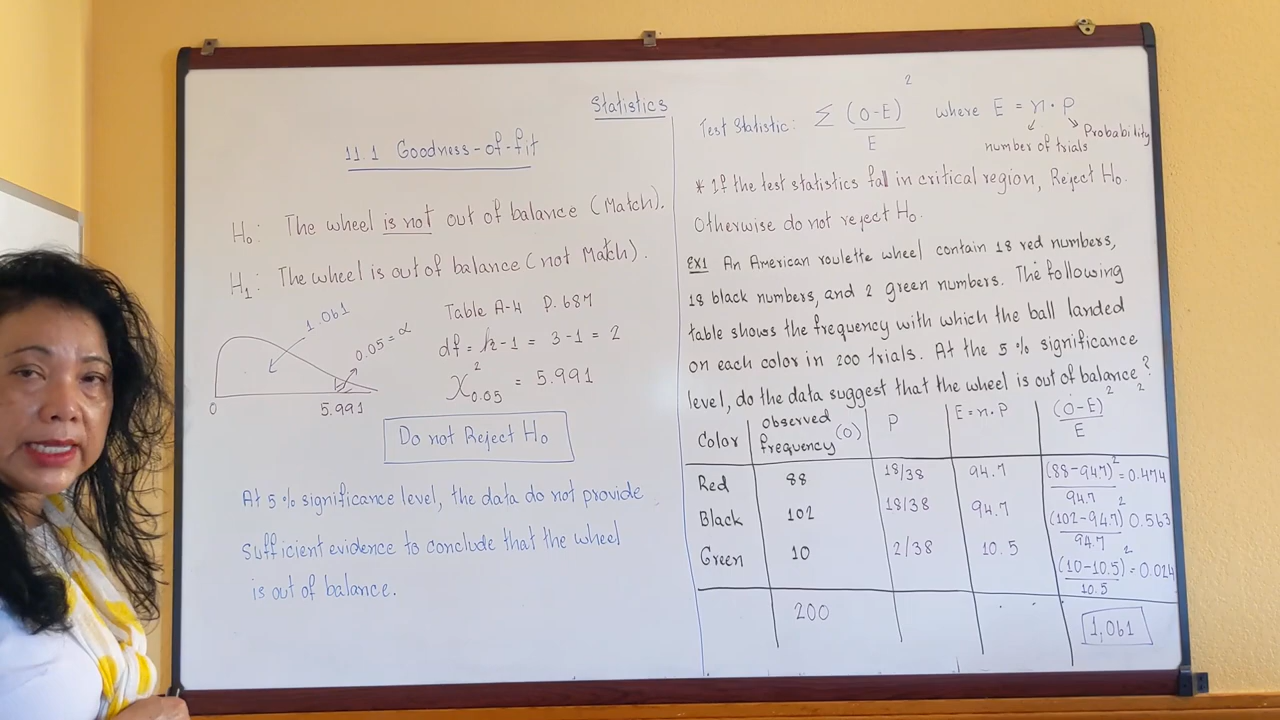 Statistics
11.1 Goodness-of-fit
H₀: The wheel is not out of balance (Match).
H₁: The wheel is out of balance (not Match).
1.061
0.05 = α
0
5.991
Table A-4 P. 687
df = k-1 = 3-1 = 2
X²₀.₀₅ = 5.991
Do not Reject H₀
At 5 % significance level, the data do not provide
sufficient evidence to conclude that the wheel
is out of balance.
Test Statistic: Σ (O-E)²/E where E = n · P
number of trials
Probability
* If the test statistics fall in critical region, Reject H₀.
Otherwise do not reject H₀.
EX1 An American roulette wheel contain 18 red numbers,
18 black numbers, and 2 green numbers. The following
table shows the frequency with which the ball landed
on each color in 200 trials. At the 5 % significance
level, do the data suggest that the wheel is out of balance?
Color observed frequency (O) P E = n·P (O-E)²/E
Red 88 18/38 94.7 (88-94.7)²/94.7 = 0.474
Black 102 18/38 94.7 (102-94.7)²/94.7 0.563
Green 10 2/38 10.5 (10-10.5)²/10.5 = 0.024
200 1,061